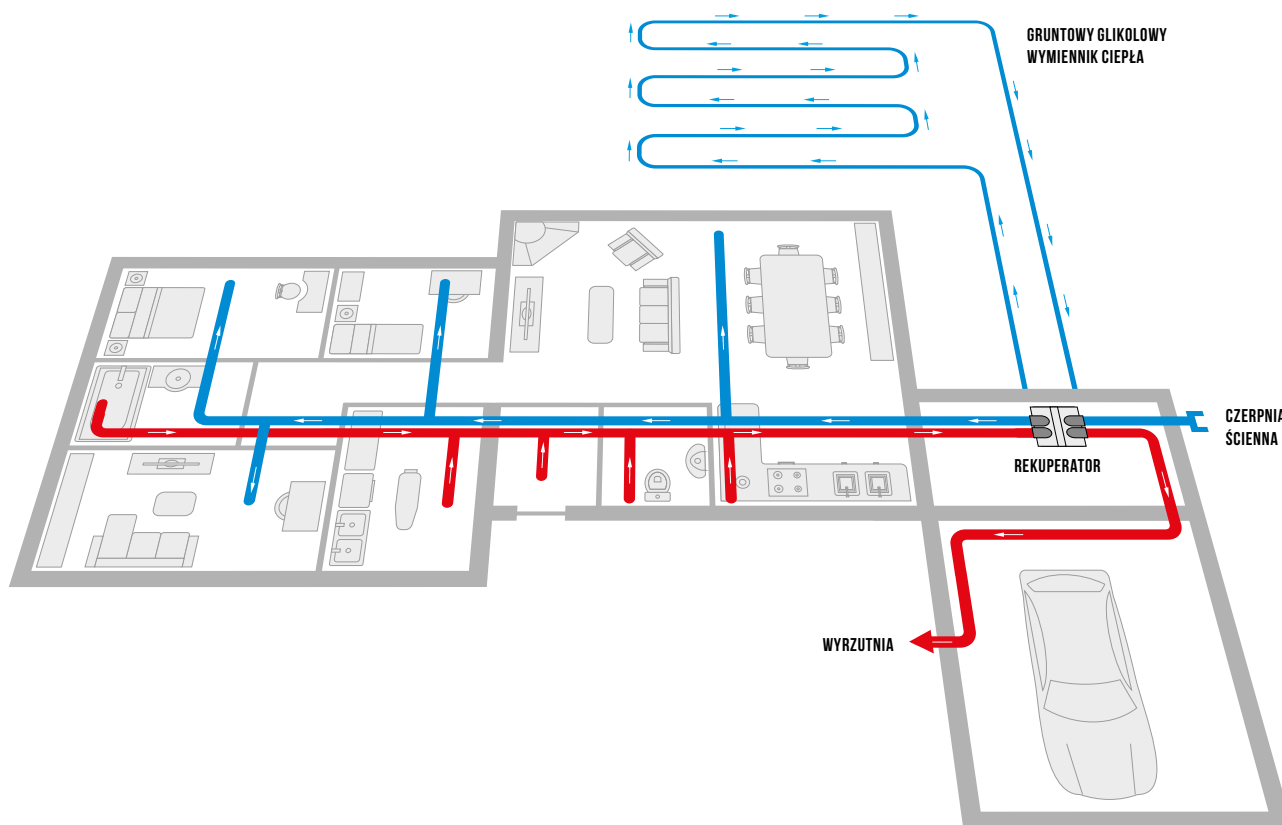 GRUNTOWY GLIKOLOWY
WYMIENNIK CIEPŁA
CZERPNIA
ŚCIENNA
REKUPERATOR
WYRZUTNIA